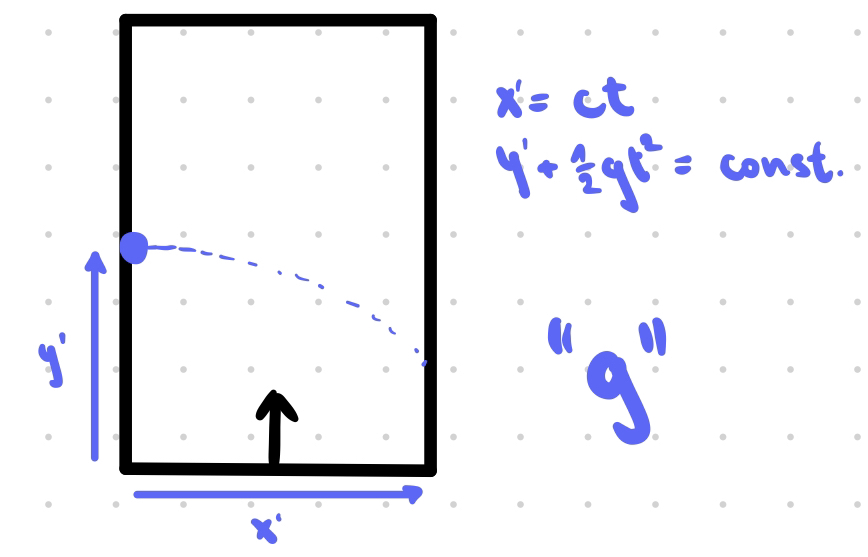 x' = ct
y' + ½gt² = const.
"g"
y'
x'